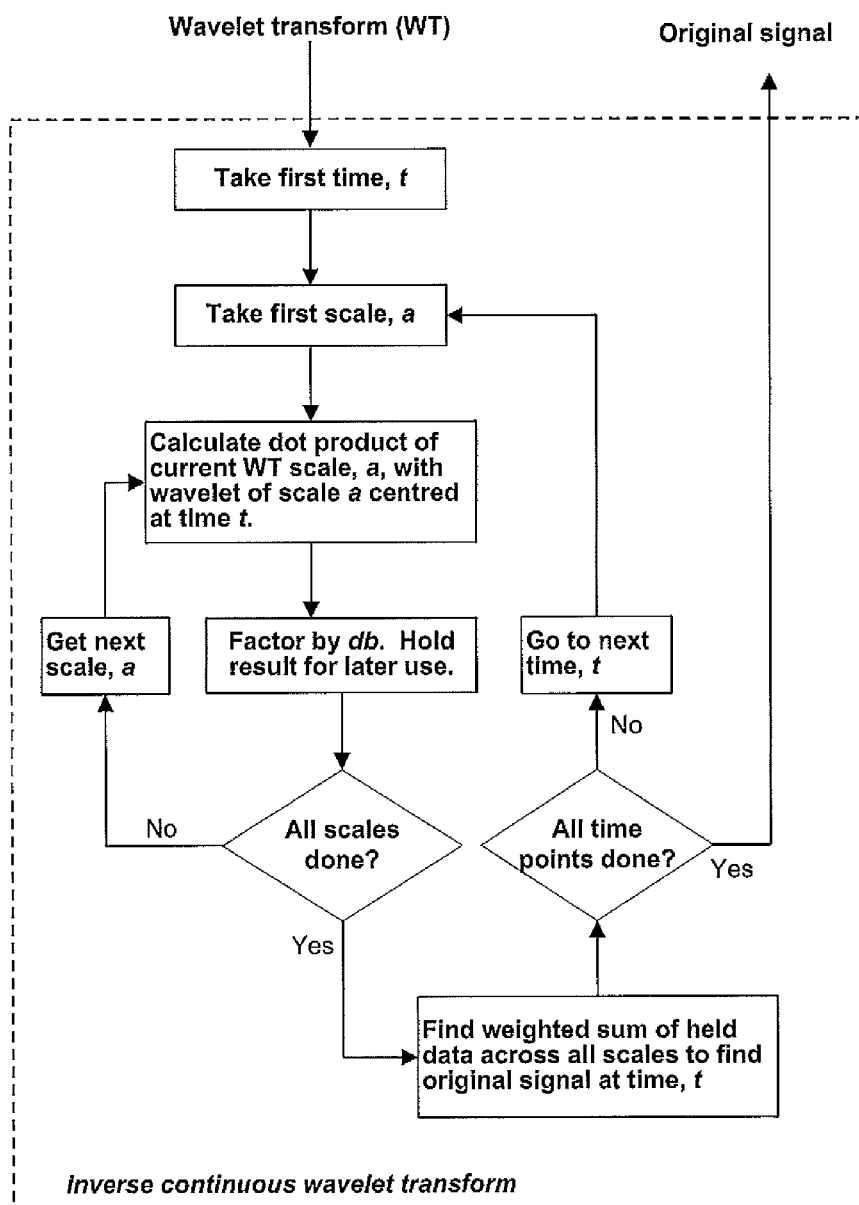 Wavelet transform (WT)
Original signal
Take first time, t
Take first scale, a
Calculate dot product of
current WT scale, a, with
wavelet of scale a centred
at time t.
Get next
scale, a
Factor by db. Hold
result for later use.
Go to next
time, t
No
No
All scales
done?
All time
points done?
Yes
Yes
Find weighted sum of held
data across all scales to find
original signal at time, t
Inverse continuous wavelet transform